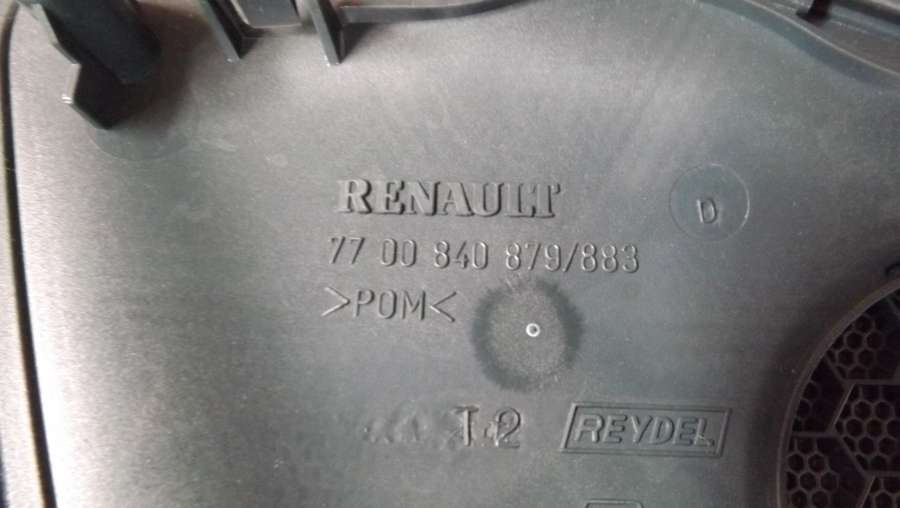 RENAULT
D
77 00 840 879/883
>POM<
T2
REYDEL